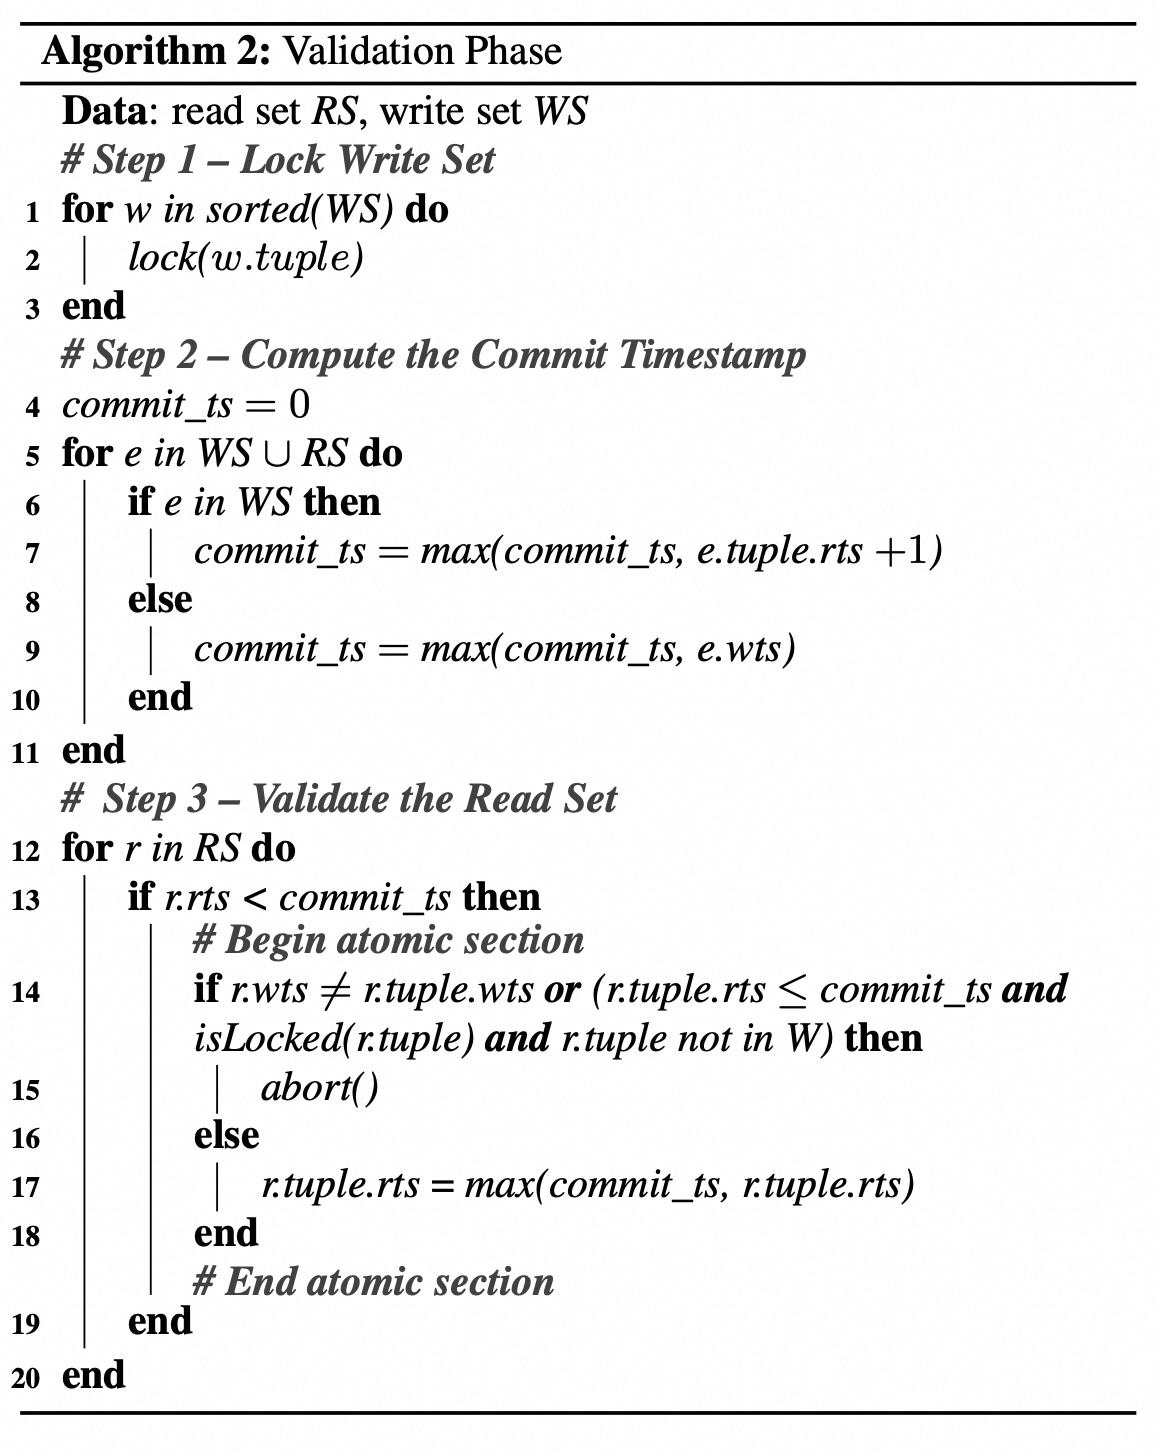 Algorithm 2: Validation Phase
Data: read set RS, write set WS
# Step 1 – Lock Write Set
1 for w in sorted(WS) do
2 lock(w.tuple)
3 end
# Step 2 – Compute the Commit Timestamp
4 commit_ts = 0
5 for e in WS ∪ RS do
6 if e in WS then
7 commit_ts = max(commit_ts, e.tuple.rts +1)
8 else
9 commit_ts = max(commit_ts, e.wts)
10 end
11 end
# Step 3 – Validate the Read Set
12 for r in RS do
13 if r.rts < commit_ts then
# Begin atomic section
14 if r.wts ≠ r.tuple.wts or (r.tuple.rts ≤ commit_ts and
isLocked(r.tuple) and r.tuple not in W) then
15 abort()
16 else
17 r.tuple.rts = max(commit_ts, r.tuple.rts)
18 end
# End atomic section
19 end
20 end